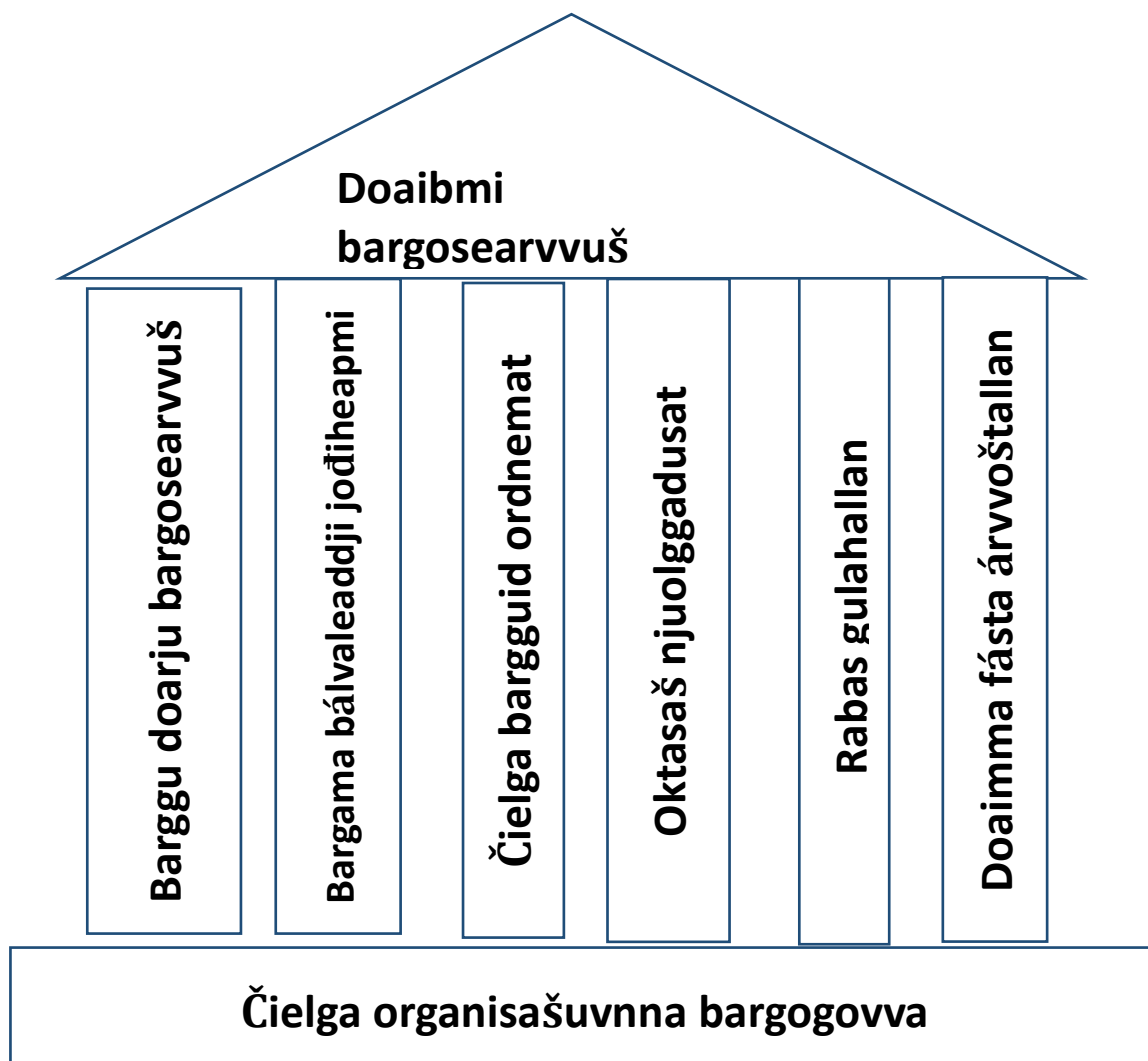 Doaibmi
bargosearvvuš
Barggu doarju bargosearvvuš
Bargama bálvaleaddji jođiheapmi
Čielga bargguid ordnemat
Oktasaš njuolggadusat
Rabas gulahallan
Doaimma fásta árvvoštallan
Čielga organisašuvnna bargogovva